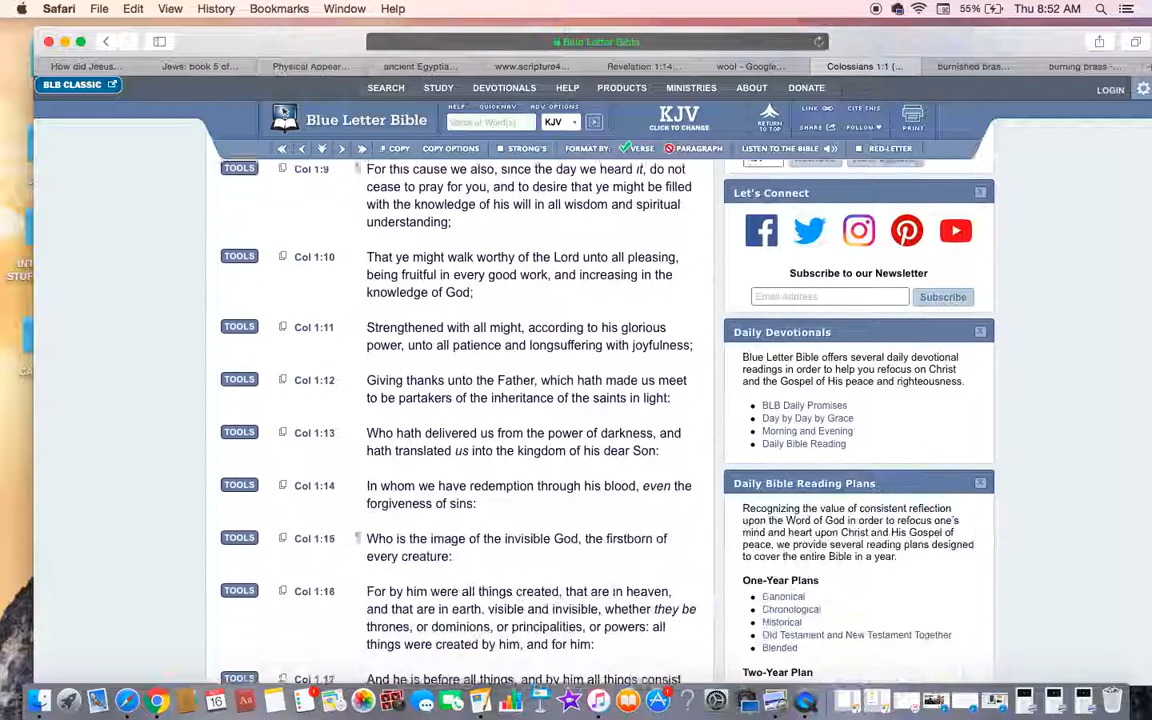 Safari File Edit View History Bookmarks Window Help 55% Thu 8:52 AM
Blue Letter Bible
How did Jesus... Jews: book 5 of... Physical Appear... ancient Egyptia... www.scripture4... Revelation 1:14... wool - Google... Colossians 1:1 (... burnished bras... burning brass -...
BLB CLASSIC SEARCH STUDY DEVOTIONALS HELP PRODUCTS MINISTRIES ABOUT DONATE LOGIN
HELP QUICKNAV ADV. OPTIONS
Blue Letter Bible Verse or Word(s) KJV KJV CLICK TO CHANGE RETURN TO TOP LINK CITE THIS SHARE FOLLOW PRINT
COPY COPY OPTIONS STRONG'S FORMAT BY: VERSE PARAGRAPH LISTEN TO THE BIBLE RED-LETTER
TOOLS Col 1:9 ¶ For this cause we also, since the day we heard it, do not
cease to pray for you, and to desire that ye might be filled
with the knowledge of his will in all wisdom and spiritual
understanding;
TOOLS Col 1:10 That ye might walk worthy of the Lord unto all pleasing,
being fruitful in every good work, and increasing in the
knowledge of God;
TOOLS Col 1:11 Strengthened with all might, according to his glorious
power, unto all patience and longsuffering with joyfulness;
TOOLS Col 1:12 Giving thanks unto the Father, which hath made us meet
to be partakers of the inheritance of the saints in light:
TOOLS Col 1:13 Who hath delivered us from the power of darkness, and
hath translated us into the kingdom of his dear Son:
TOOLS Col 1:14 In whom we have redemption through his blood, even the
forgiveness of sins:
TOOLS Col 1:15 ¶ Who is the image of the invisible God, the firstborn of
every creature:
TOOLS Col 1:16 For by him were all things created, that are in heaven,
and that are in earth, visible and invisible, whether they be
thrones, or dominions, or principalities, or powers: all
things were created by him, and for him:
TOOLS Col 1:17 And he is before all things, and by him all things consist
Let's Connect
Subscribe to our Newsletter
Email Address Subscribe
Daily Devotionals
Blue Letter Bible offers several daily devotional
readings in order to help you refocus on Christ
and the Gospel of His peace and righteousness.
BLB Daily Promises
Day by Day by Grace
Morning and Evening
Daily Bible Reading
Daily Bible Reading Plans
Recognizing the value of consistent reflection
upon the Word of God in order to refocus one's
mind and heart upon Christ and His Gospel of
peace, we provide several reading plans designed
to cover the entire Bible in a year.
One-Year Plans
Canonical
Chronological
Historical
Old Testament and New Testament Together
Blended
Two-Year Plan